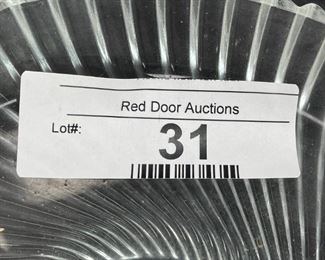 Red Door Auctions
Lot#: 31